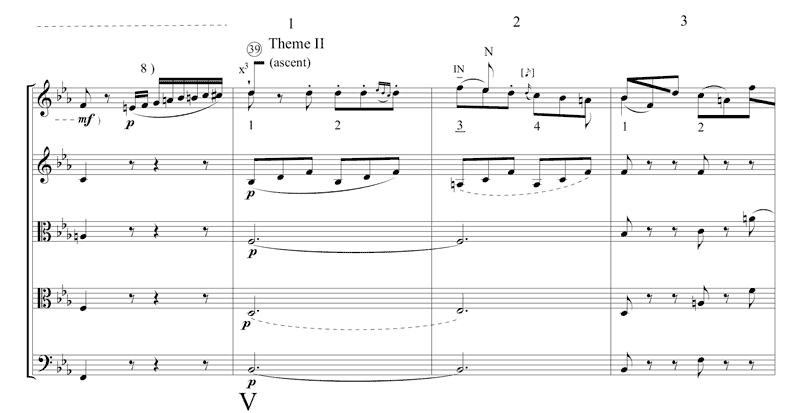 1 2 3
39 Theme II
8 ) x³ (ascent) IN N [♪]
mf ) p
1 2 3 4 1 2
p
p
p
p
V